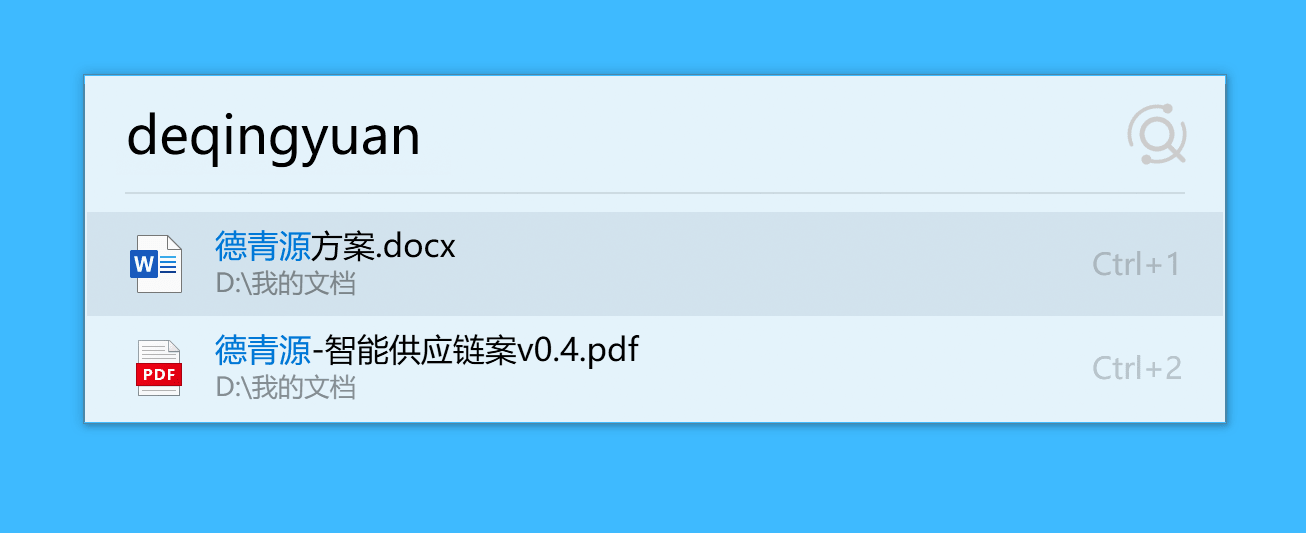 deqingyuan
德青源方案.docx
D:\我的文档
Ctrl+1
德青源-智能供应链案v0.4.pdf
D:\我的文档
Ctrl+2
W
PDF